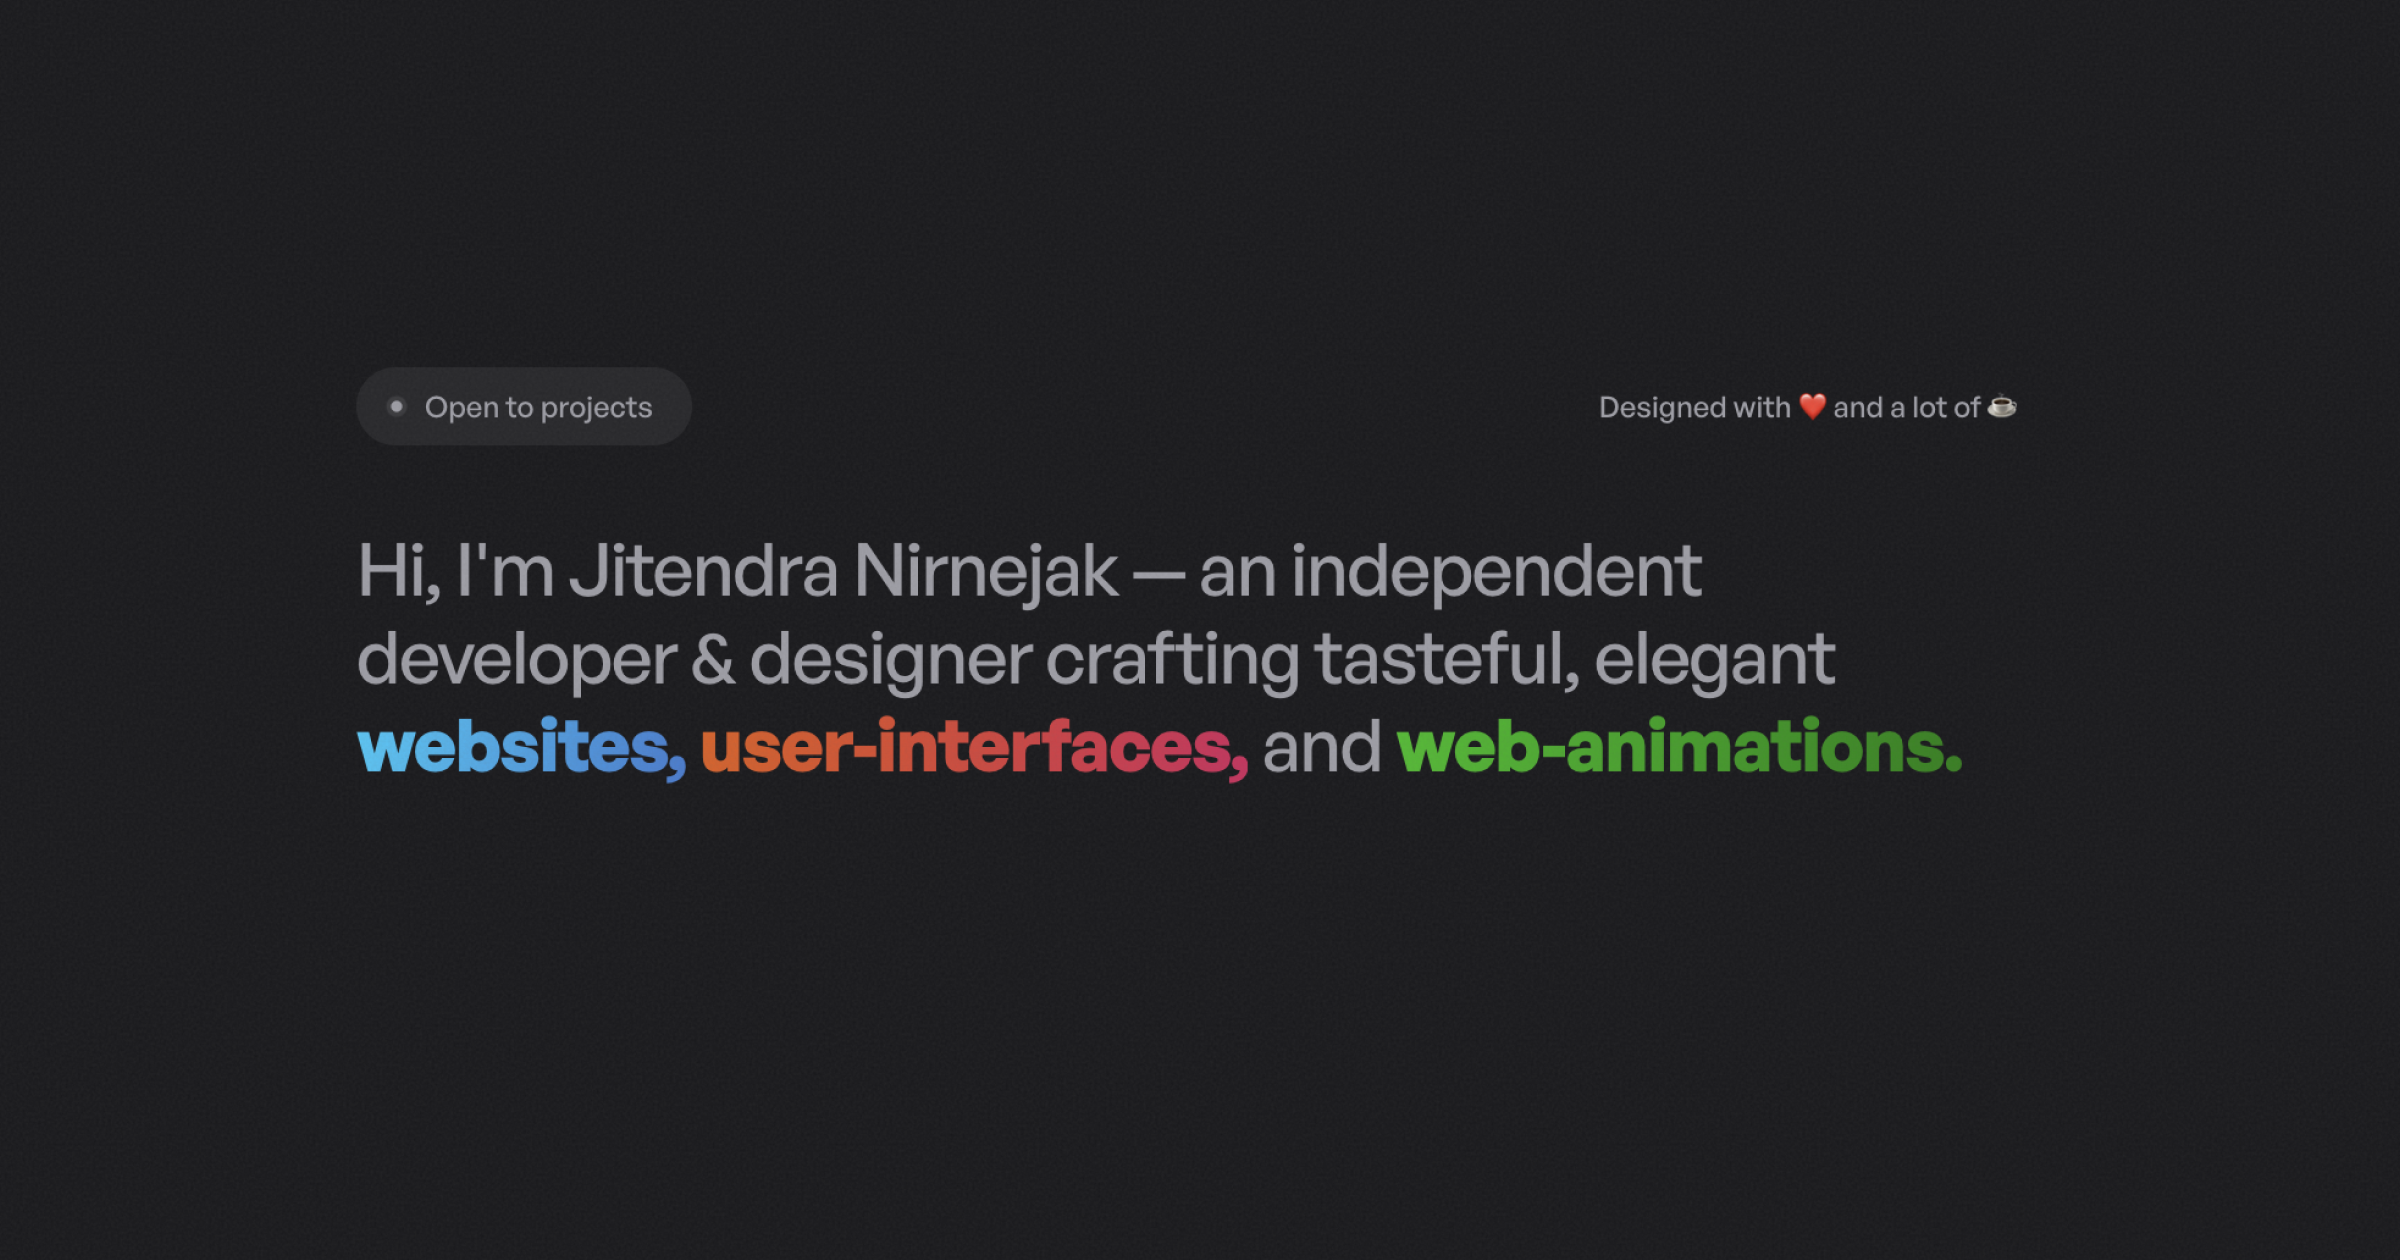 Open to projects
Designed with ❤️ and a lot of ☕
Hi, I'm Jitendra Nirnejak — an independent
developer & designer crafting tasteful, elegant
websites, user-interfaces, and web-animations.